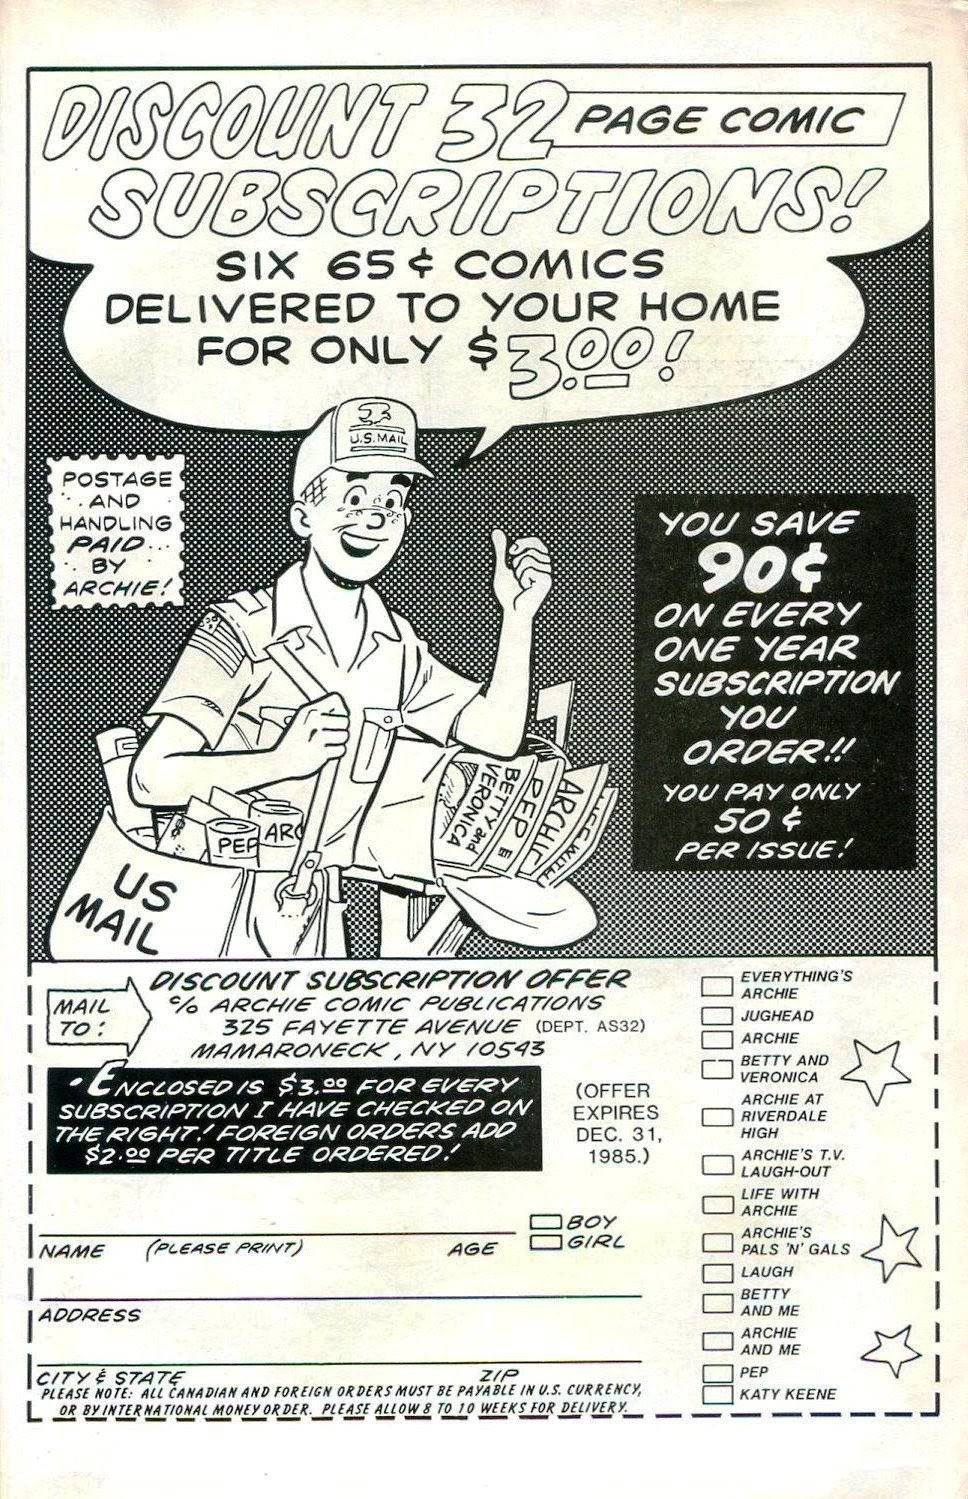 DISCOUNT 32 PAGE COMIC
SUBSCRIPTIONS!
SIX 65¢ COMICS
DELIVERED TO YOUR HOME
FOR ONLY $3.00!
U.S. MAIL
POSTAGE
AND
HANDLING
PAID...
BY
ARCHIE!
YOU SAVE
90¢
ON EVERY
ONE YEAR
SUBSCRIPTION
YOU
ORDER!!
YOU PAY ONLY
50¢
PER ISSUE!
BETTY and
VERONICA
PEP
ARCHIE
LIFE WITH
PEP
ARC
US
MAIL
MAIL
TO:
DISCOUNT SUBSCRIPTION OFFER
℅ ARCHIE COMIC PUBLICATIONS
325 FAYETTE AVENUE (DEPT. AS32)
MAMARONECK, NY 10543
• ENCLOSED IS $3.00 FOR EVERY
SUBSCRIPTION I HAVE CHECKED ON
THE RIGHT! FOREIGN ORDERS ADD
$2.00 PER TITLE ORDERED!
(OFFER
EXPIRES
DEC. 31,
1985.)
BOY
GIRL
NAME (PLEASE PRINT) AGE
ADDRESS
CITY & STATE ZIP
PLEASE NOTE: ALL CANADIAN AND FOREIGN ORDERS MUST BE PAYABLE IN U.S. CURRENCY,
OR BY INTERNATIONAL MONEY ORDER. PLEASE ALLOW 8 TO 10 WEEKS FOR DELIVERY.
EVERYTHING'S
ARCHIE
JUGHEAD
ARCHIE
BETTY AND
VERONICA
ARCHIE AT
RIVERDALE
HIGH
ARCHIE'S T.V.
LAUGH-OUT
LIFE WITH
ARCHIE
ARCHIE'S
PALS 'N' GALS
LAUGH
BETTY
AND ME
ARCHIE
AND ME
PEP
KATY KEENE